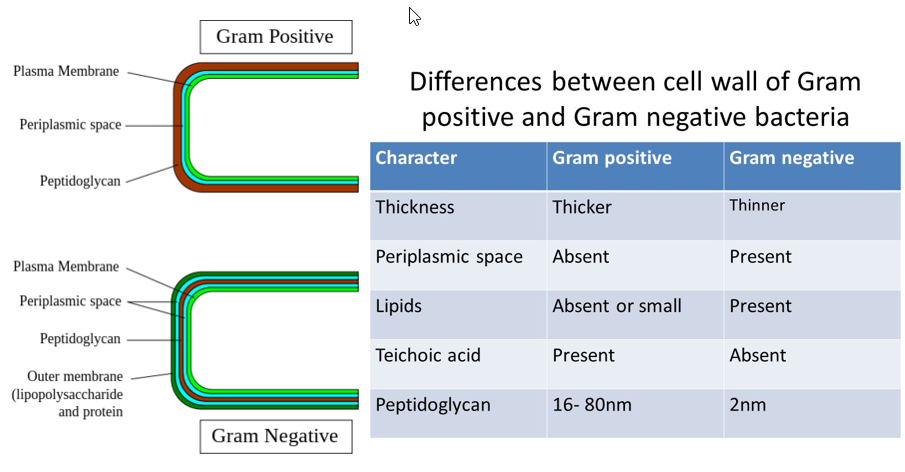 Gram Positive
Plasma Membrane
Periplasmic space
Peptidoglycan
Plasma Membrane
Periplasmic space
Peptidoglycan
Outer membrane
(lipopolysaccharide
and protein
Gram Negative
Differences between cell wall of Gram
positive and Gram negative bacteria
Character Gram positive Gram negative
Thickness Thicker Thinner
Periplasmic space Absent Present
Lipids Absent or small Present
Teichoic acid Present Absent
Peptidoglycan 16- 80nm 2nm